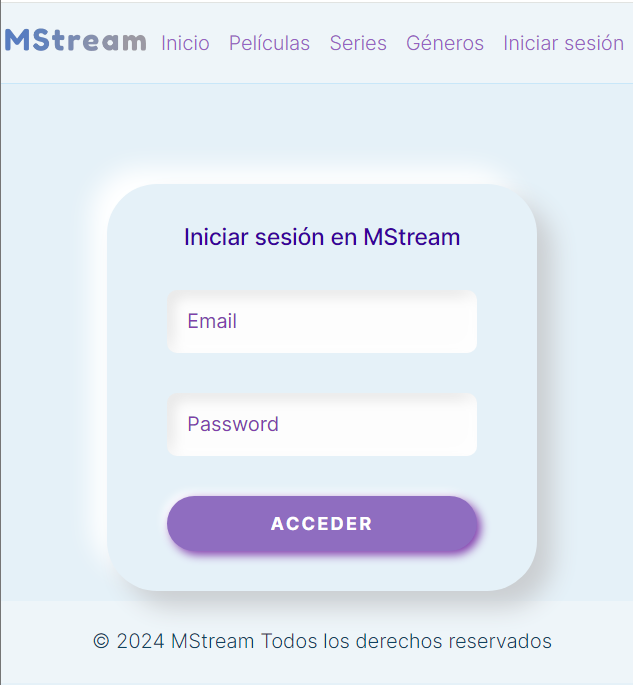 MStream Inicio Películas Series Géneros Iniciar sesión
Iniciar sesión en MStream
Email
Password
ACCEDER
© 2024 MStream Todos los derechos reservados